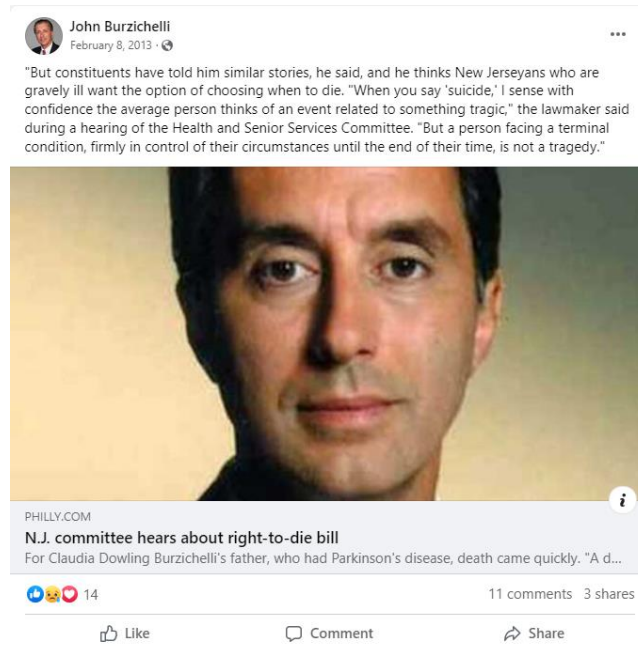 John Burzichelli
February 8, 2013 ·
"But constituents have told him similar stories, he said, and he thinks New Jerseyans who are
gravely ill want the option of choosing when to die. "When you say 'suicide,' I sense with
confidence the average person thinks of an event related to something tragic," the lawmaker said
during a hearing of the Health and Senior Services Committee. "But a person facing a terminal
condition, firmly in control of their circumstances until the end of their time, is not a tragedy."
PHILLY.COM
N.J. committee hears about right-to-die bill
For Claudia Dowling Burzichelli's father, who had Parkinson's disease, death came quickly. "A d...
14
11 comments 3 shares
Like Comment Share